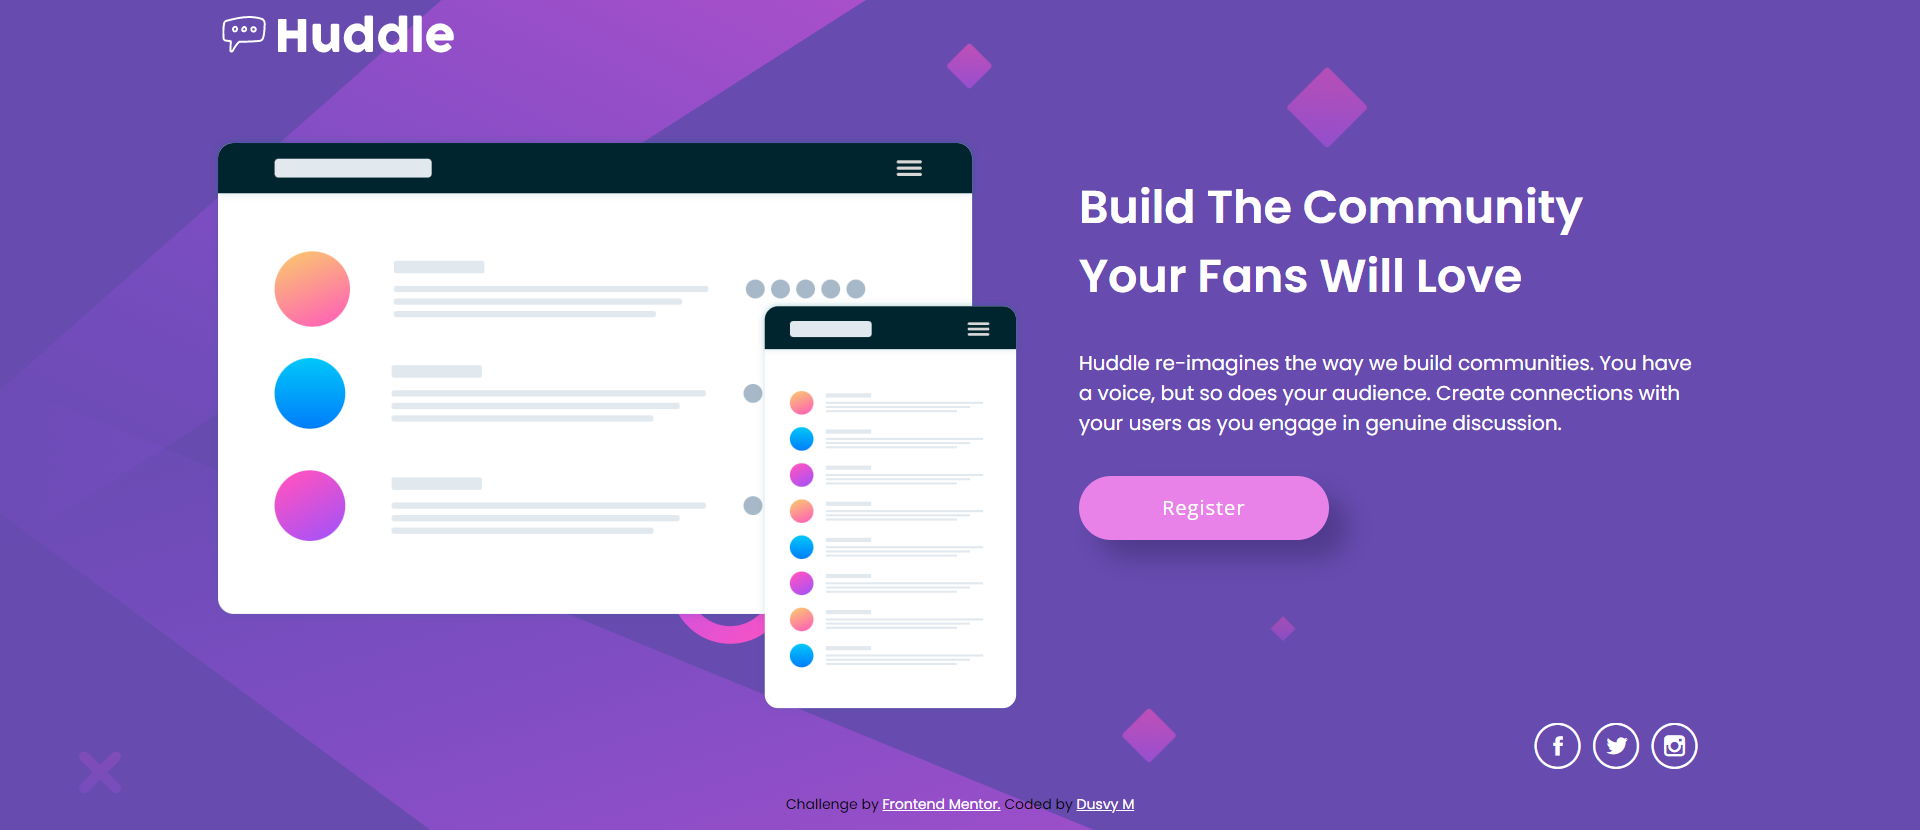 Huddle
Build The Community
Your Fans Will Love
Huddle re-imagines the way we build communities. You have
a voice, but so does your audience. Create connections with
your users as you engage in genuine discussion.
Register
Challenge by Frontend Mentor. Coded by Dusvy M